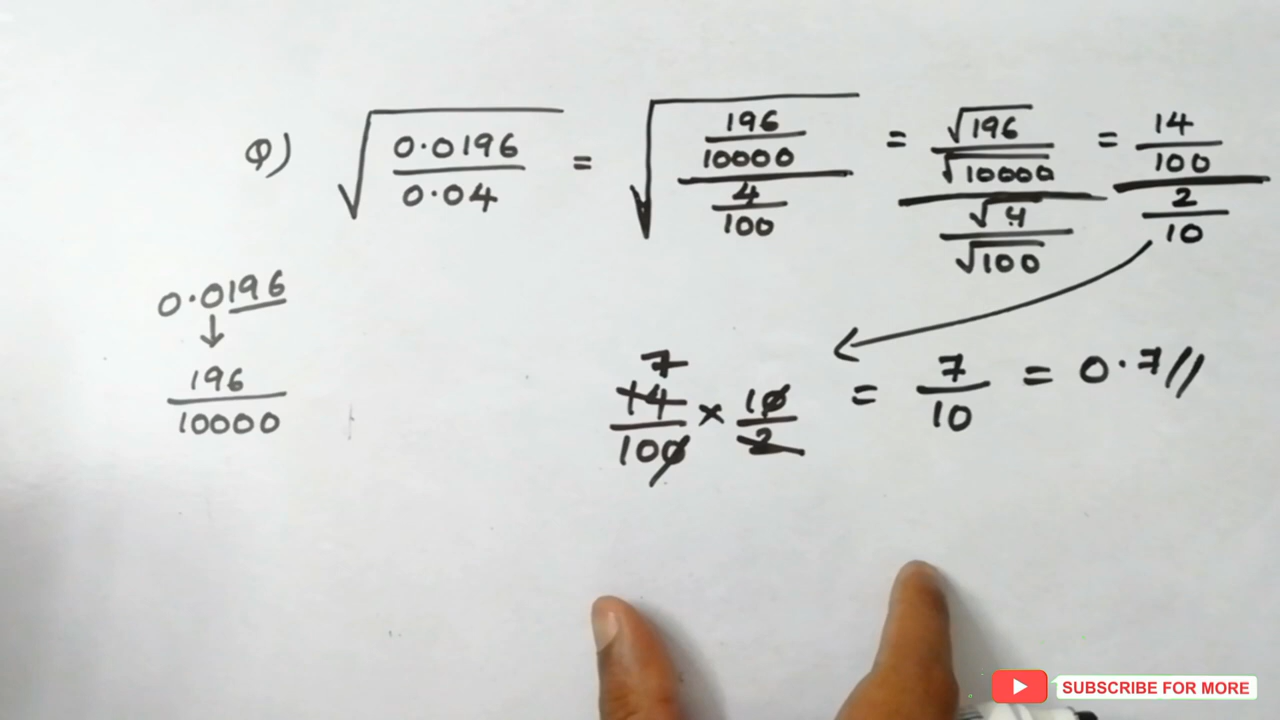 Q) √(0.0196/0.04) = √((196/10000)/(4/100)) = (√196/√10000)/(√4/√100) = (14/100)/(2/10)
0.0196
↓
196/10000
7
14/100 × 10/2 = 7/10 = 0.7//
SUBSCRIBE FOR MORE